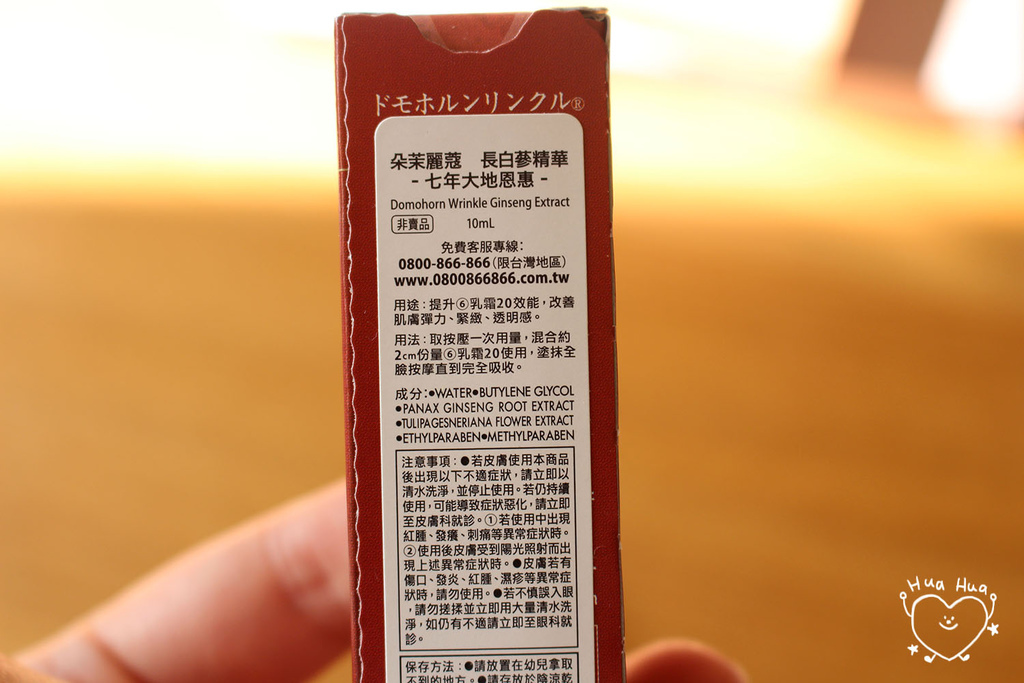 ドモホルンリンクル®
朵茉麗蔻　長白蔘精華
- 七年大地恩惠 -
Domohorn Wrinkle Ginseng Extract
非賣品 10mL
免費客服專線：
0800-866-866(限台灣地區)
www.0800866866.com.tw
用途：提升⑥乳霜20效能，改善
肌膚彈力、緊緻、透明感。
用法：取按壓一次用量，混合約
2cm份量⑥乳霜20使用，塗抹全
臉按摩直到完全吸收。
成分：●WATER●BUTYLENE GLYCOL
●PANAX GINSENG ROOT EXTRACT
●TULIPAGESNERIANA FLOWER EXTRACT
●ETHYLPARABEN●METHYLPARABEN
注意事項：●若皮膚使用本商品
後出現以下不適症狀，請立即以
清水洗淨，並停止使用。若仍持續
使用，可能導致症狀惡化，請立即
至皮膚科就診。①若使用中出現
紅腫、發癢、刺痛等異常症狀時。
②使用後皮膚受到陽光照射而出
現上述異常症狀時。●皮膚若有
傷口、發炎、紅腫、濕疹等異常症
狀時，請勿使用。●若不慎誤入眼
，請勿搓揉並立即用大量清水洗
淨，如仍有不適請立即至眼科就
診。
保存方法：●請放置在幼兒拿取
不到的地方。●請存放於陰涼乾
Hua Hua